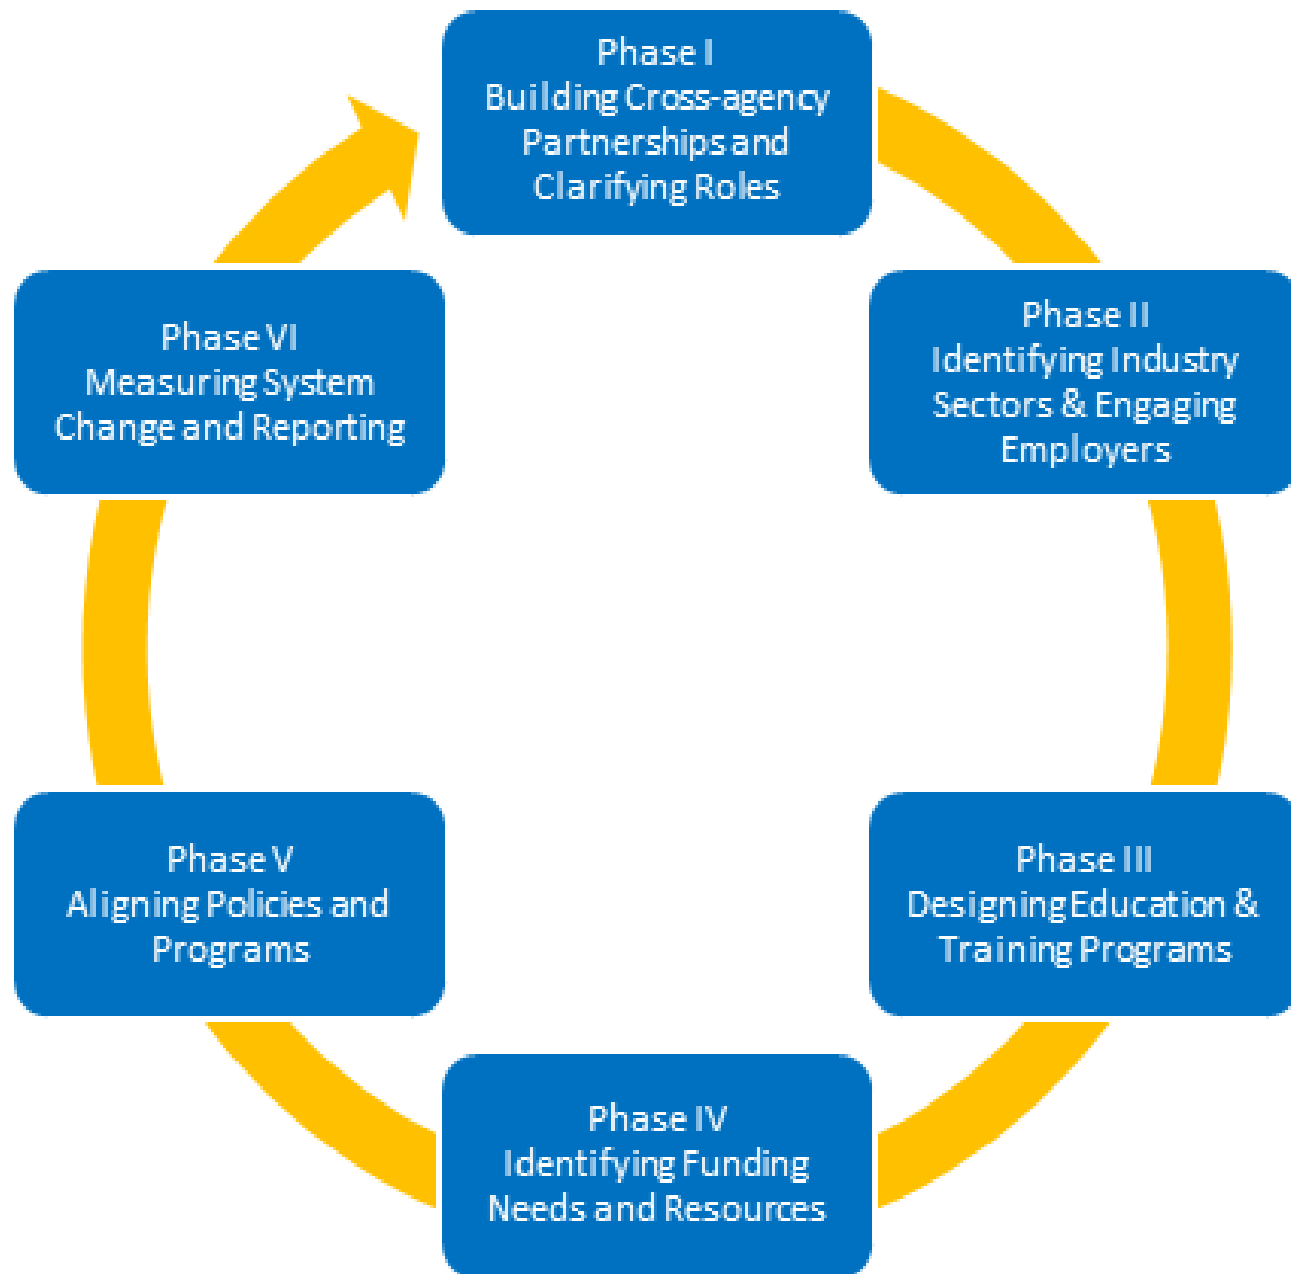 Phase I
Building Cross-agency
Partnerships and
Clarifying Roles
Phase II
Identifying Industry
Sectors & Engaging
Employers
Phase III
Designing Education &
Training Programs
Phase IV
Identifying Funding
Needs and Resources
Phase V
Aligning Policies and
Programs
Phase VI
Measuring System
Change and Reporting